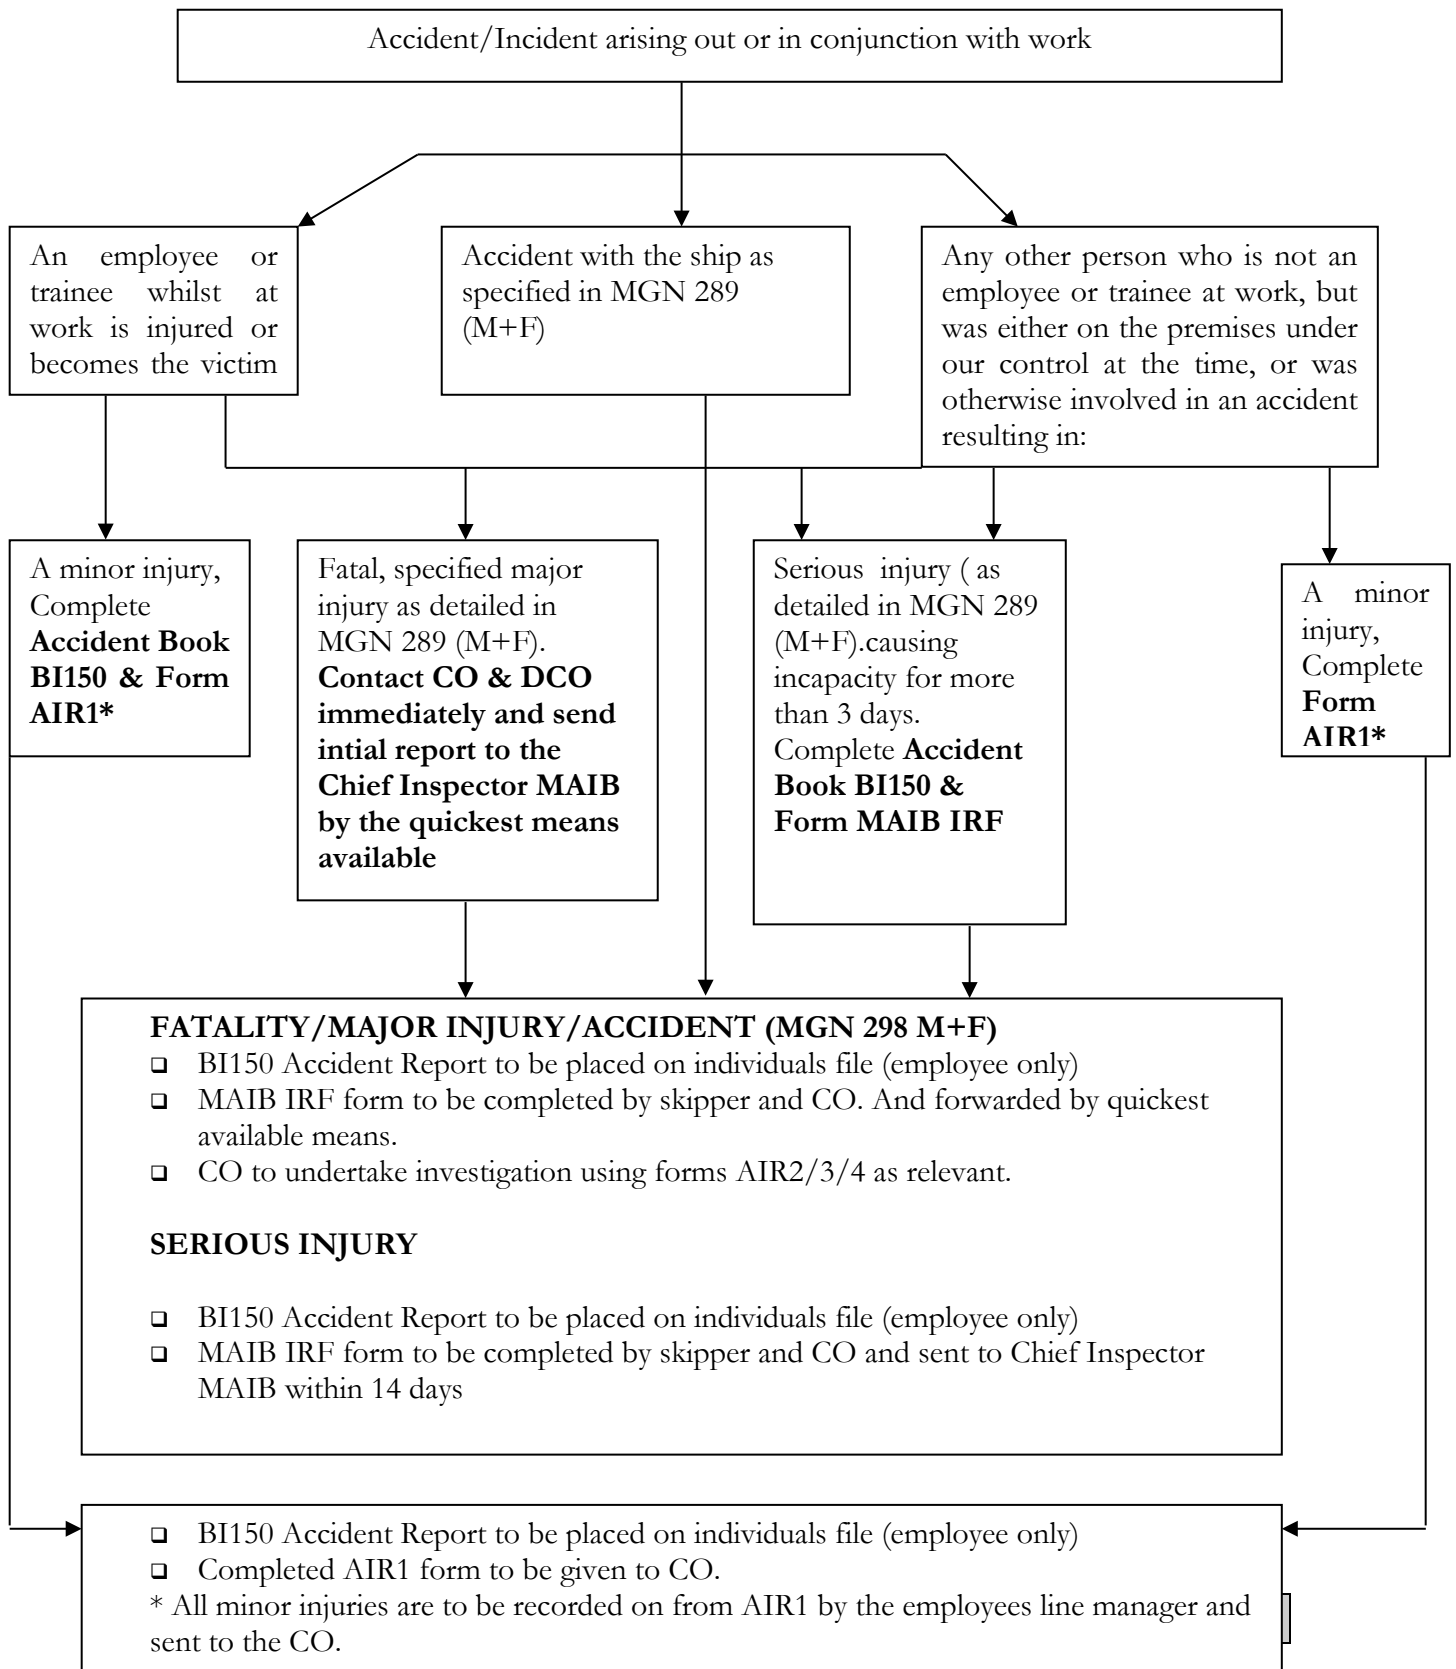 Accident/Incident arising out or in conjunction with work
An employee or
trainee whilst at
work is injured or
becomes the victim
Accident with the ship as
specified in MGN 289
(M+F)
Any other person who is not an
employee or trainee at work, but
was either on the premises under
our control at the time, or was
otherwise involved in an accident
resulting in:
A minor injury,
Complete
Accident Book
BI150 & Form
AIR1*
Fatal, specified major
injury as detailed in
MGN 289 (M+F).
Contact CO & DCO
immediately and send
intial report to the
Chief Inspector MAIB
by the quickest means
available
Serious injury ( as
detailed in MGN 289
(M+F).causing
incapacity for more
than 3 days.
Complete Accident
Book BI150 &
Form MAIB IRF
A minor
injury,
Complete
Form
AIR1*
FATALITY/MAJOR INJURY/ACCIDENT (MGN 298 M+F)
❑ BI150 Accident Report to be placed on individuals file (employee only)
❑ MAIB IRF form to be completed by skipper and CO. And forwarded by quickest
available means.
❑ CO to undertake investigation using forms AIR2/3/4 as relevant.
SERIOUS INJURY
❑ BI150 Accident Report to be placed on individuals file (employee only)
❑ MAIB IRF form to be completed by skipper and CO and sent to Chief Inspector
MAIB within 14 days
❑ BI150 Accident Report to be placed on individuals file (employee only)
❑ Completed AIR1 form to be given to CO.
* All minor injuries are to be recorded on from AIR1 by the employees line manager and
sent to the CO.